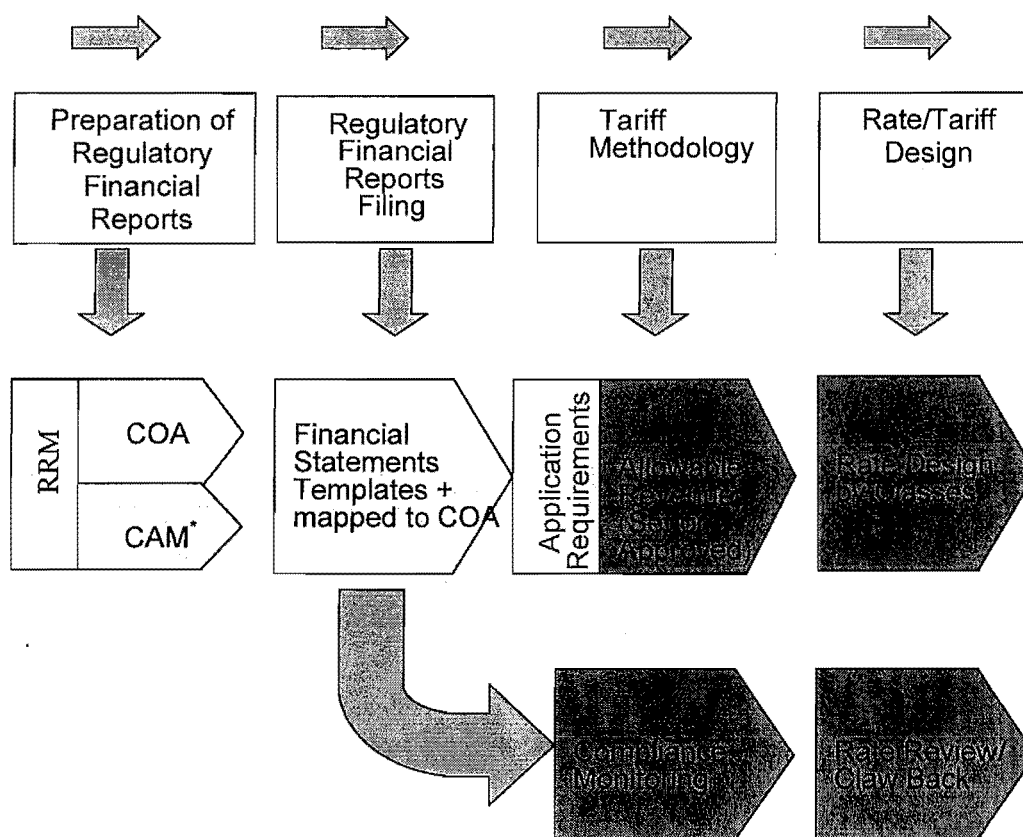 Preparation of
Regulatory
Financial
Reports
Regulatory
Financial
Reports
Filing
Tariff
Methodology
Rate/Tariff
Design
RRM
COA
CAM*
Financial
Statements
Templates +
mapped to COA
Application
Requirements
Allowable
Revenue
Approved)
Rate Design
by Classes
Compliance
Monitoring
Rate Review/
Claw Back